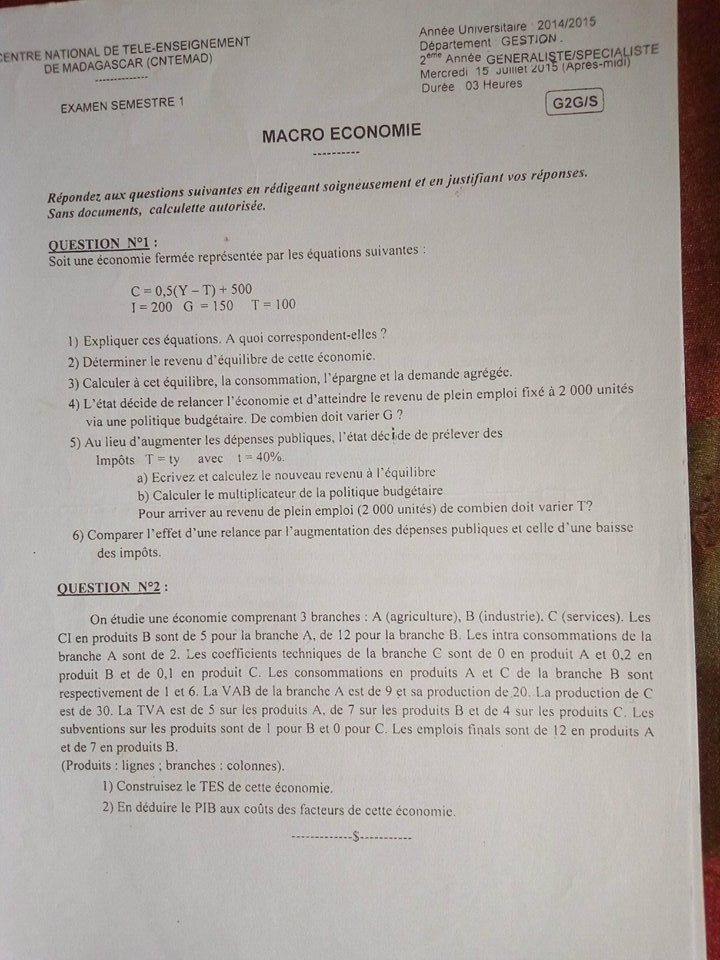 CENTRE NATIONAL DE TELE-ENSEIGNEMENT
DE MADAGASCAR (CNTEMAD)
-------------
EXAMEN SEMESTRE 1
Année Universitaire : 2014/2015
Département : GESTION.
2ème Année GENERALISTE/SPECIALISTE
Mercredi 15 Juillet 2015 (Après-midi)
Durée 03 Heures
G2G/S
MACRO ECONOMIE
----------
Répondez aux questions suivantes en rédigeant soigneusement et en justifiant vos réponses.
Sans documents, calculette autorisée.
QUESTION N°1 :
Soit une économie fermée représentée par les équations suivantes :
C = 0,5(Y – T) + 500
I = 200 G = 150 T = 100
1) Expliquer ces équations. A quoi correspondent-elles ?
2) Déterminer le revenu d'équilibre de cette économie.
3) Calculer à cet équilibre, la consommation, l'épargne et la demande agrégée.
4) L'état décide de relancer l'économie et d'atteindre le revenu de plein emploi fixé à 2 000 unités
via une politique budgétaire. De combien doit varier G ?
5) Au lieu d'augmenter les dépenses publiques, l'état décide de prélever des
Impôts T = ty avec t = 40%.
a) Ecrivez et calculez le nouveau revenu à l'équilibre
b) Calculer le multiplicateur de la politique budgétaire
Pour arriver au revenu de plein emploi (2 000 unités) de combien doit varier T?
6) Comparer l'effet d'une relance par l'augmentation des dépenses publiques et celle d'une baisse
des impôts.
QUESTION N°2 :
On étudie une économie comprenant 3 branches : A (agriculture), B (industrie), C (services). Les
CI en produits B sont de 5 pour la branche A, de 12 pour la branche B. Les intra consommations de la
branche A sont de 2. Les coefficients techniques de la branche C sont de 0 en produit A et 0,2 en
produit B et de 0,1 en produit C. Les consommations en produits A et C de la branche B sont
respectivement de 1 et 6. La VAB de la branche A est de 9 et sa production de 20. La production de C
est de 30. La TVA est de 5 sur les produits A, de 7 sur les produits B et de 4 sur les produits C. Les
subventions sur les produits sont de 1 pour B et 0 pour C. Les emplois finals sont de 12 en produits A
et de 7 en produits B.
(Produits : lignes ; branches : colonnes).
1) Construisez le TES de cette économie.
2) En déduire le PIB aux coûts des facteurs de cette économie.
-------------$-----------